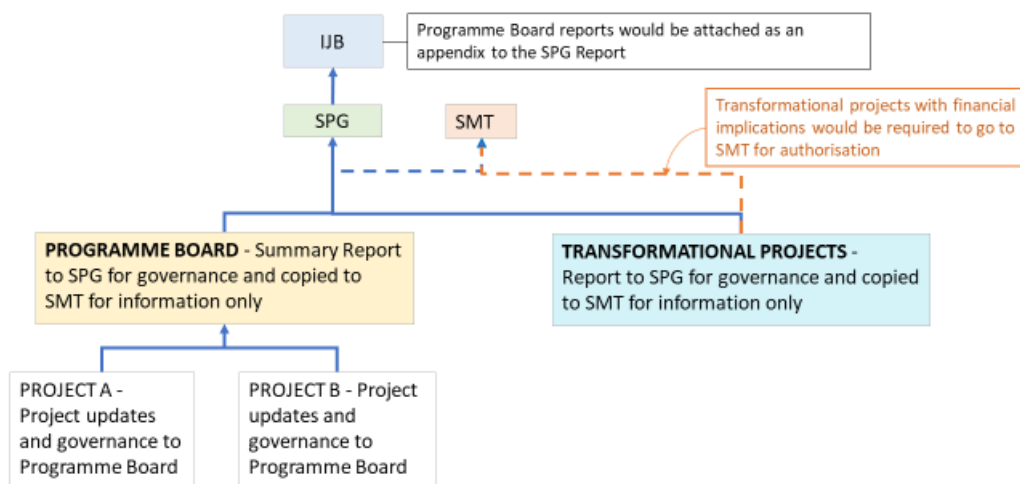 IJB
Programme Board reports would be attached as an
appendix to the SPG Report
SPG
SMT
Transformational projects with financial
implications would be required to go to
SMT for authorisation
PROGRAMME BOARD - Summary Report
to SPG for governance and copied to
SMT for information only
TRANSFORMATIONAL PROJECTS -
Report to SPG for governance and copied
to SMT for information only
PROJECT A -
Project updates
and governance to
Programme Board
PROJECT B - Project
updates and
governance to
Programme Board